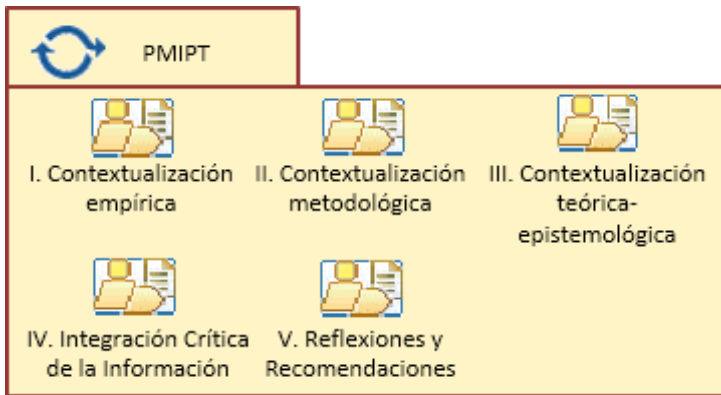 PMIPT
I. Contextualización
empírica
II. Contextualización
metodológica
III. Contextualización
teórica-
epistemológica
IV. Integración Crítica
de la Información
V. Reflexiones y
Recomendaciones